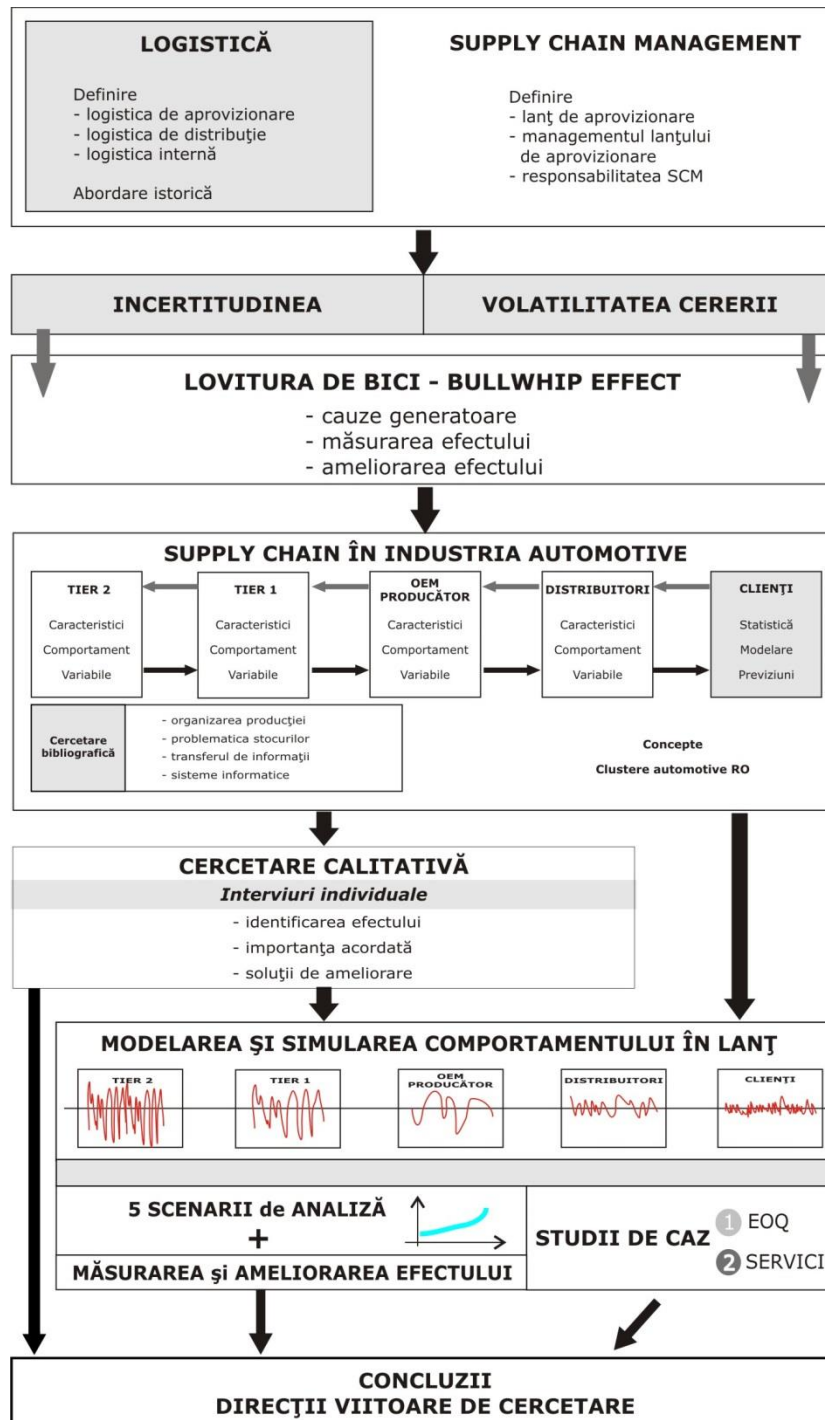 LOGISTICĂ
Definire
- logistica de aprovizionare
- logistica de distribuţie
- logistica internă
Abordare istorică
SUPPLY CHAIN MANAGEMENT
Definire
- lanţ de aprovizionare
- managementul lanţului
de aprovizionare
- responsabilitatea SCM
INCERTITUDINEA
VOLATILITATEA CERERII
LOVITURA DE BICI - BULLWHIP EFFECT
- cauze generatoare
- măsurarea efectului
- ameliorarea efectului
SUPPLY CHAIN ÎN INDUSTRIA AUTOMOTIVE
TIER 2
Caracteristici
Comportament
Variabile
TIER 1
Caracteristici
Comportament
Variabile
OEM
PRODUCĂTOR
Caracteristici
Comportament
Variabile
DISTRIBUITORI
Caracteristici
Comportament
Variabile
CLIENŢI
Statistică
Modelare
Previziuni
Cercetare
bibliografică
- organizarea producţiei
- problematica stocurilor
- transferul de informaţii
- sisteme informatice
Concepte
Clustere automotive RO
CERCETARE CALITATIVĂ
Interviuri individuale
- identificarea efectului
- importanţa acordată
- soluţii de ameliorare
MODELAREA ŞI SIMULAREA COMPORTAMENTULUI ÎN LANŢ
TIER 2
TIER 1
OEM
PRODUCĂTOR
DISTRIBUITORI
CLIENŢI
5 SCENARII de ANALIZĂ
+
MĂSURAREA şi AMELIORAREA EFECTULUI
STUDII DE CAZ
1 EOQ
2 SERVICI
CONCLUZII
DIRECŢII VIITOARE DE CERCETARE